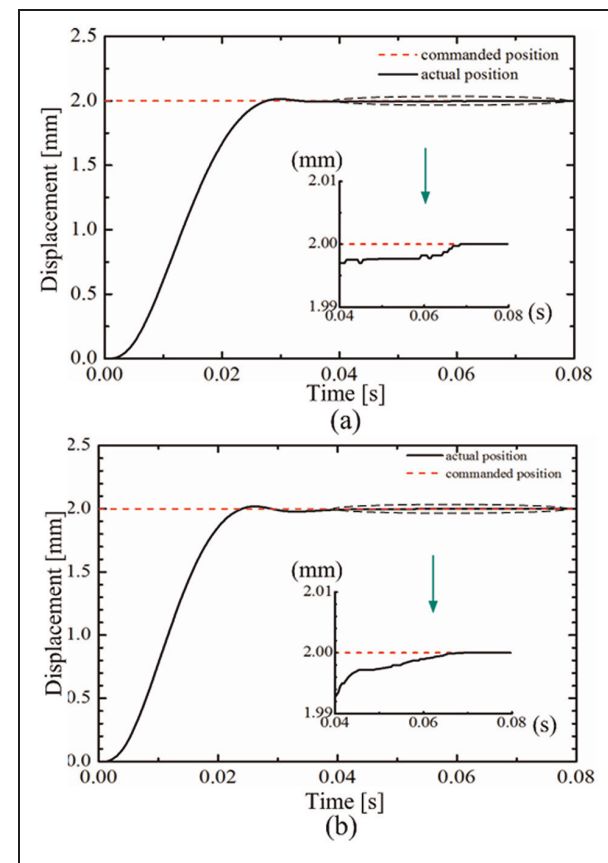 2.5
commanded position
actual position
2.0
(mm)
2.01
1.5
2.00
1.0
1.99
0.04 0.06 0.08 (s)
0.5
0.0
Displacement [mm]
0.00 0.02 0.04 0.06 0.08
Time [s]
(a)
2.5
actual position
commanded position
2.0
(mm)
2.01
1.5
2.00
1.0
1.99
0.04 0.06 0.08 (s)
0.5
0.0
Displacement [mm]
0.00 0.02 0.04 0.06 0.08
Time [s]
(b)